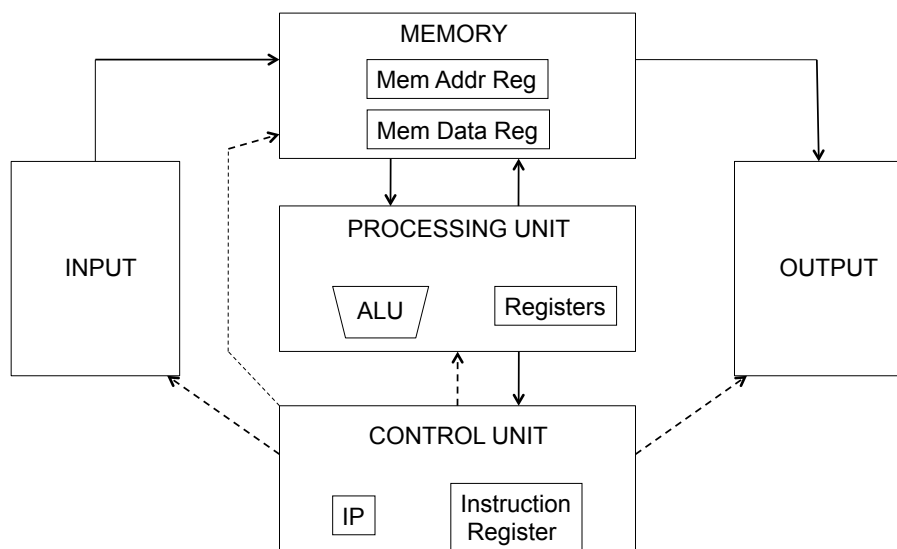 MEMORY
Mem Addr Reg
Mem Data Reg
INPUT
PROCESSING UNIT
ALU
Registers
OUTPUT
CONTROL UNIT
IP
Instruction
Register